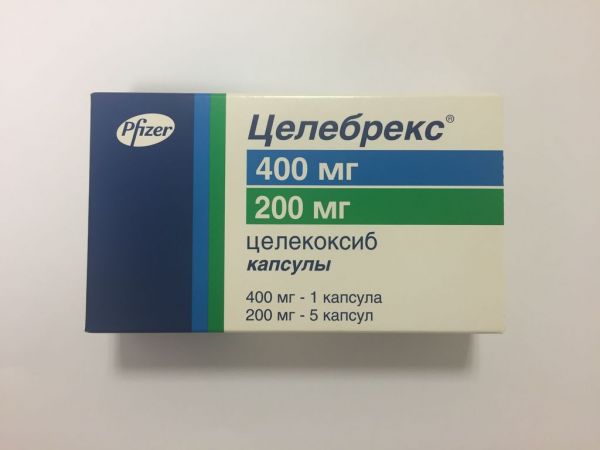 Pfizer
Целебрекс®
400 мг
200 мг
целекоксиб
капсулы
400 мг - 1 капсула
200 мг - 5 капсул